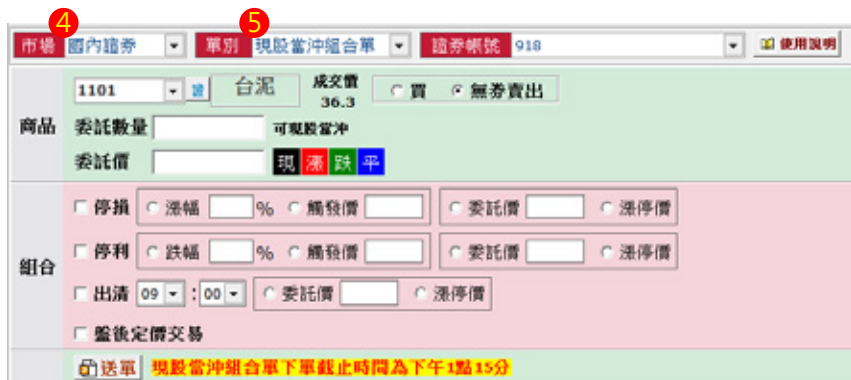 4 5
市場 國內證券 單別 現股當沖組合單 證券帳號 918 使用說明
1101 證 台泥 成交價 36.3 買 無券賣出
商品 委託數量 可現股當沖
委託價 現 漲 跌 平
停損 漲幅 % 觸發價 委託價 漲停價
組合 停利 跌幅 % 觸發價 委託價 漲停價
出清 09 : 00 委託價 漲停價
盤後定價交易
送單 現股當沖組合單下單截止時間為下午1點15分